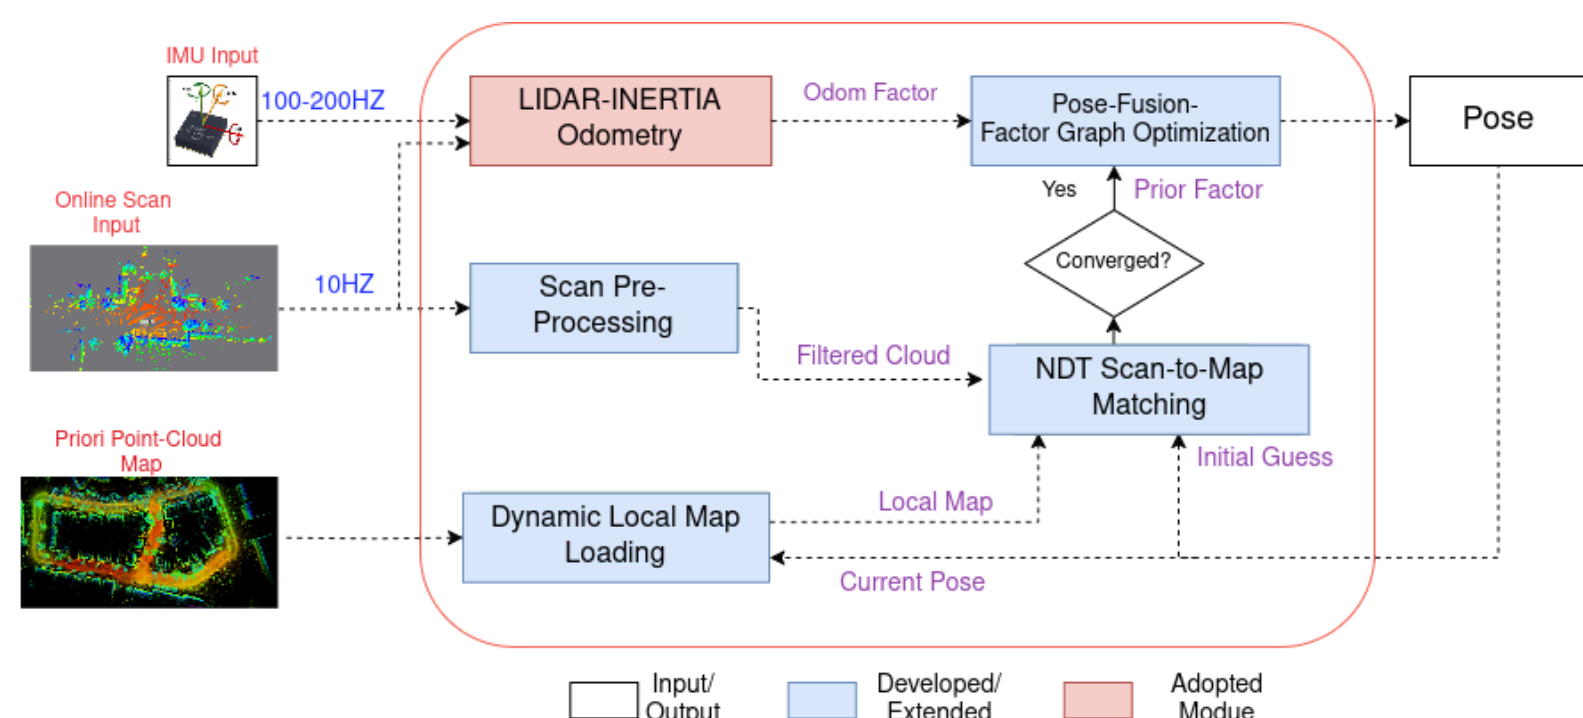 IMU Input
100-200HZ
LIDAR-INERTIA
Odometry
Odom Factor
Pose-Fusion-
Factor Graph Optimization
Pose
Yes
Prior Factor
Online Scan
Input
10HZ
Scan Pre-
Processing
Converged?
Filtered Cloud
NDT Scan-to-Map
Matching
Priori Point-Cloud
Map
Initial Guess
Dynamic Local Map
Loading
Local Map
Current Pose
Input/
Output
Developed/
Extended
Adopted
Modue